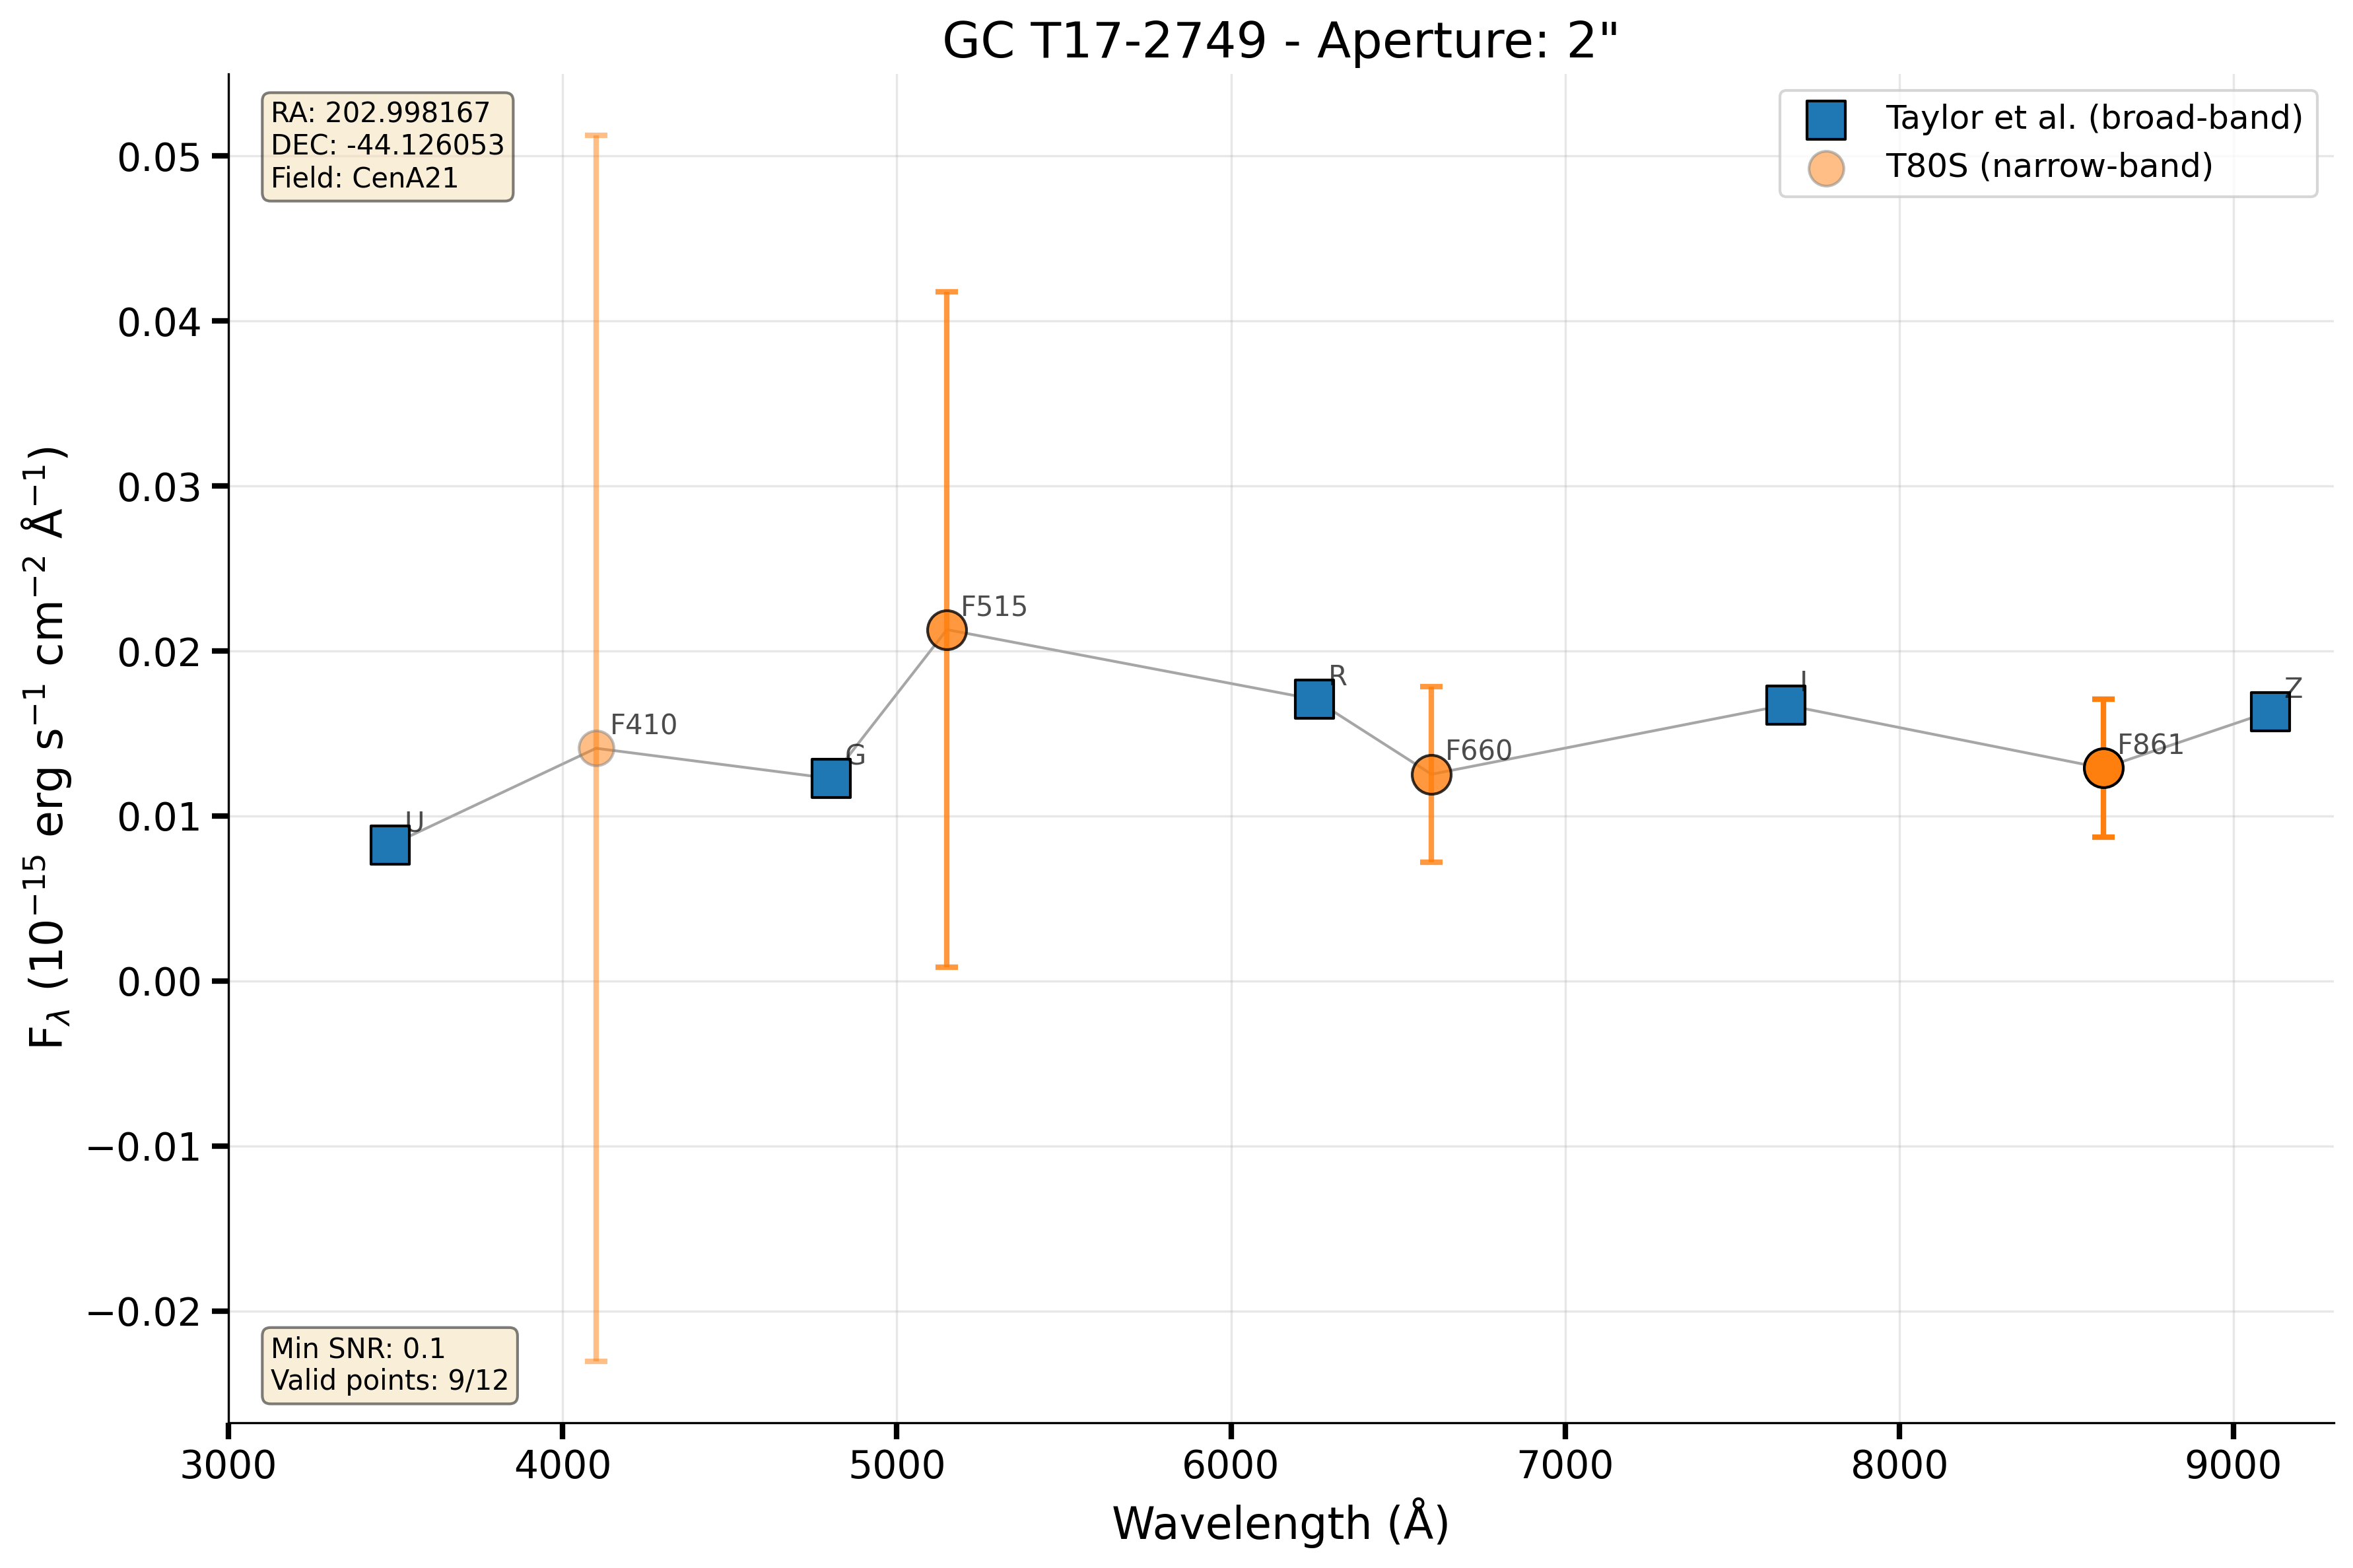 GC T17-2749 - Aperture: 2"
RA: 202.998167
DEC: -44.126053
Field: CenA21
Taylor et al. (broad-band)
T80S (narrow-band)
F_λ (10⁻¹⁵ erg s⁻¹ cm⁻² Å⁻¹)
0.05
0.04
0.03
0.02
0.01
0.00
−0.01
−0.02
U
F410
G
F515
R
F660
I
F861
Z
Min SNR: 0.1
Valid points: 9/12
3000 4000 5000 6000 7000 8000 9000
Wavelength (Å)